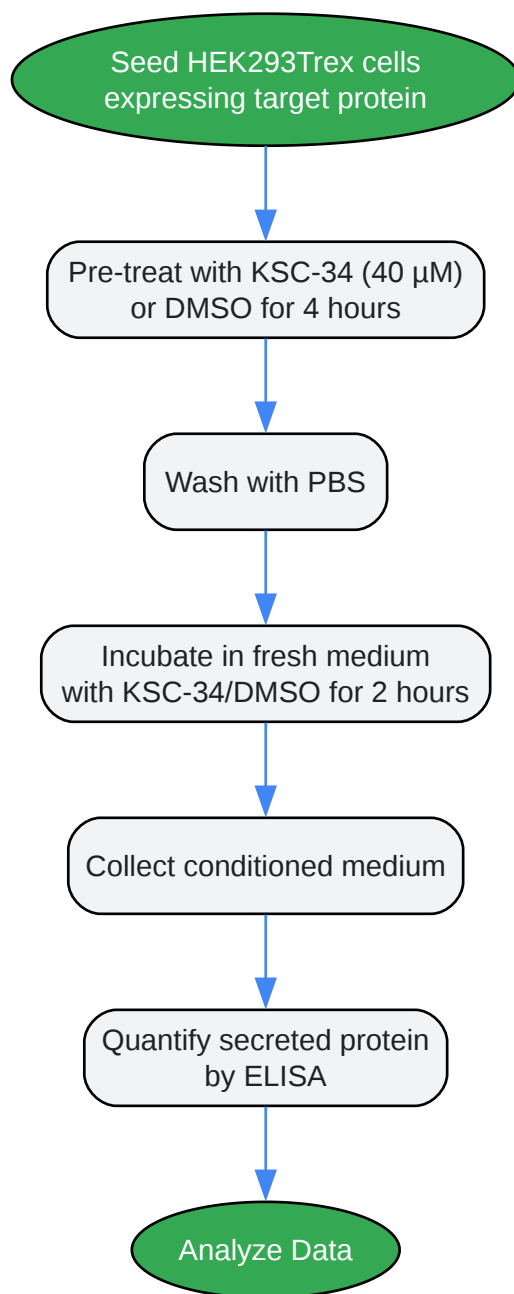 Seed HEK293Trex cells
expressing target protein
Pre-treat with KSC-34 (40 µM)
or DMSO for 4 hours
Wash with PBS
Incubate in fresh medium
with KSC-34/DMSO for 2 hours
Collect conditioned medium
Quantify secreted protein
by ELISA
Analyze Data